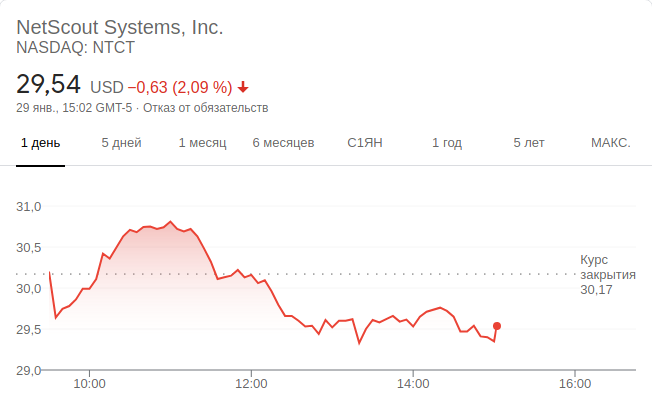 NetScout Systems, Inc.
NASDAQ: NTCT
29,54 USD −0,63 (2,09 %)
29 янв., 15:02 GMT-5 · Отказ от обязательств
1 день 5 дней 1 месяц 6 месяцев С1ЯН 1 год 5 лет МАКС.
31,0
30,5
Курс
закрытия
30,17
30,0
29,5
29,0
10:00 12:00 14:00 16:00